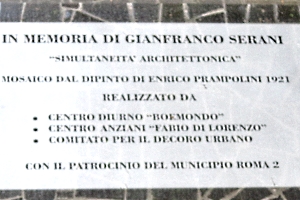 IN MEMORIA DI GIANFRANCO SERANI
"SIMULTANEITA' ARCHITETTONICA"
MOSAICO DAL DIPINTO DI ENRICO PRAMPOLINI 1921
REALIZZATO DA
• CENTRO DIURNO "BOEMONDO"
• CENTRO ANZIANI "FABIO DI LORENZO"
• COMITATO PER IL DECORO URBANO
CON IL PATROCINIO DEL MUNICIPIO ROMA 2